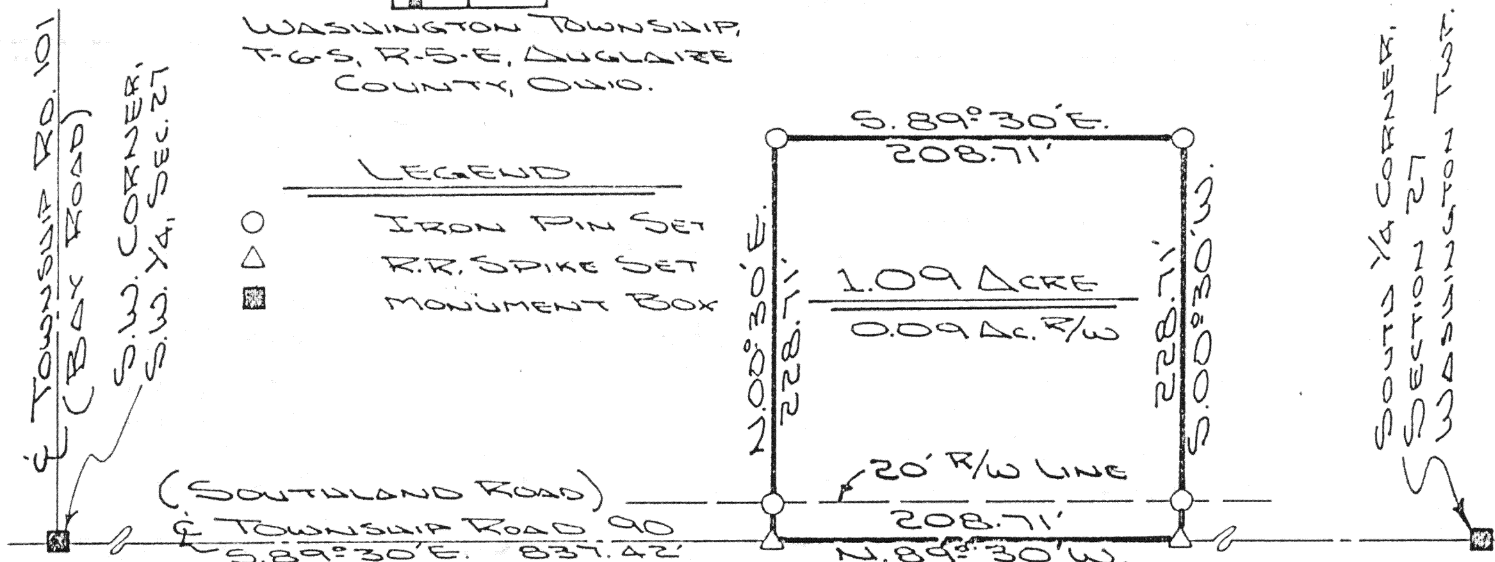 WASHINGTON TOWNSHIP,
T-6-S, R-5-E, AUGLAIZE
COUNTY, OHIO.
LEGEND
IRON PIN SET
R.R. SPIKE SET
MONUMENT BOX
℄ TOWNSHIP RD. 101
(BAY ROAD)
S.W. CORNER,
S.W. 1/4, SEC. 27
S. 89° 30' E.
208.71'
N. 00° 30' E.
228.71'
1.09 ACRE
0.09 AC. R/W
228.71'
S. 00° 30' W.
20' R/W LINE
(SOUTHLAND ROAD)
℄ TOWNSHIP ROAD 90
S. 89° 30' E. 837.42'
208.71'
N. 89° 30' W.
SOUTH 1/4 CORNER,
SECTION 27
WASHINGTON TWP.